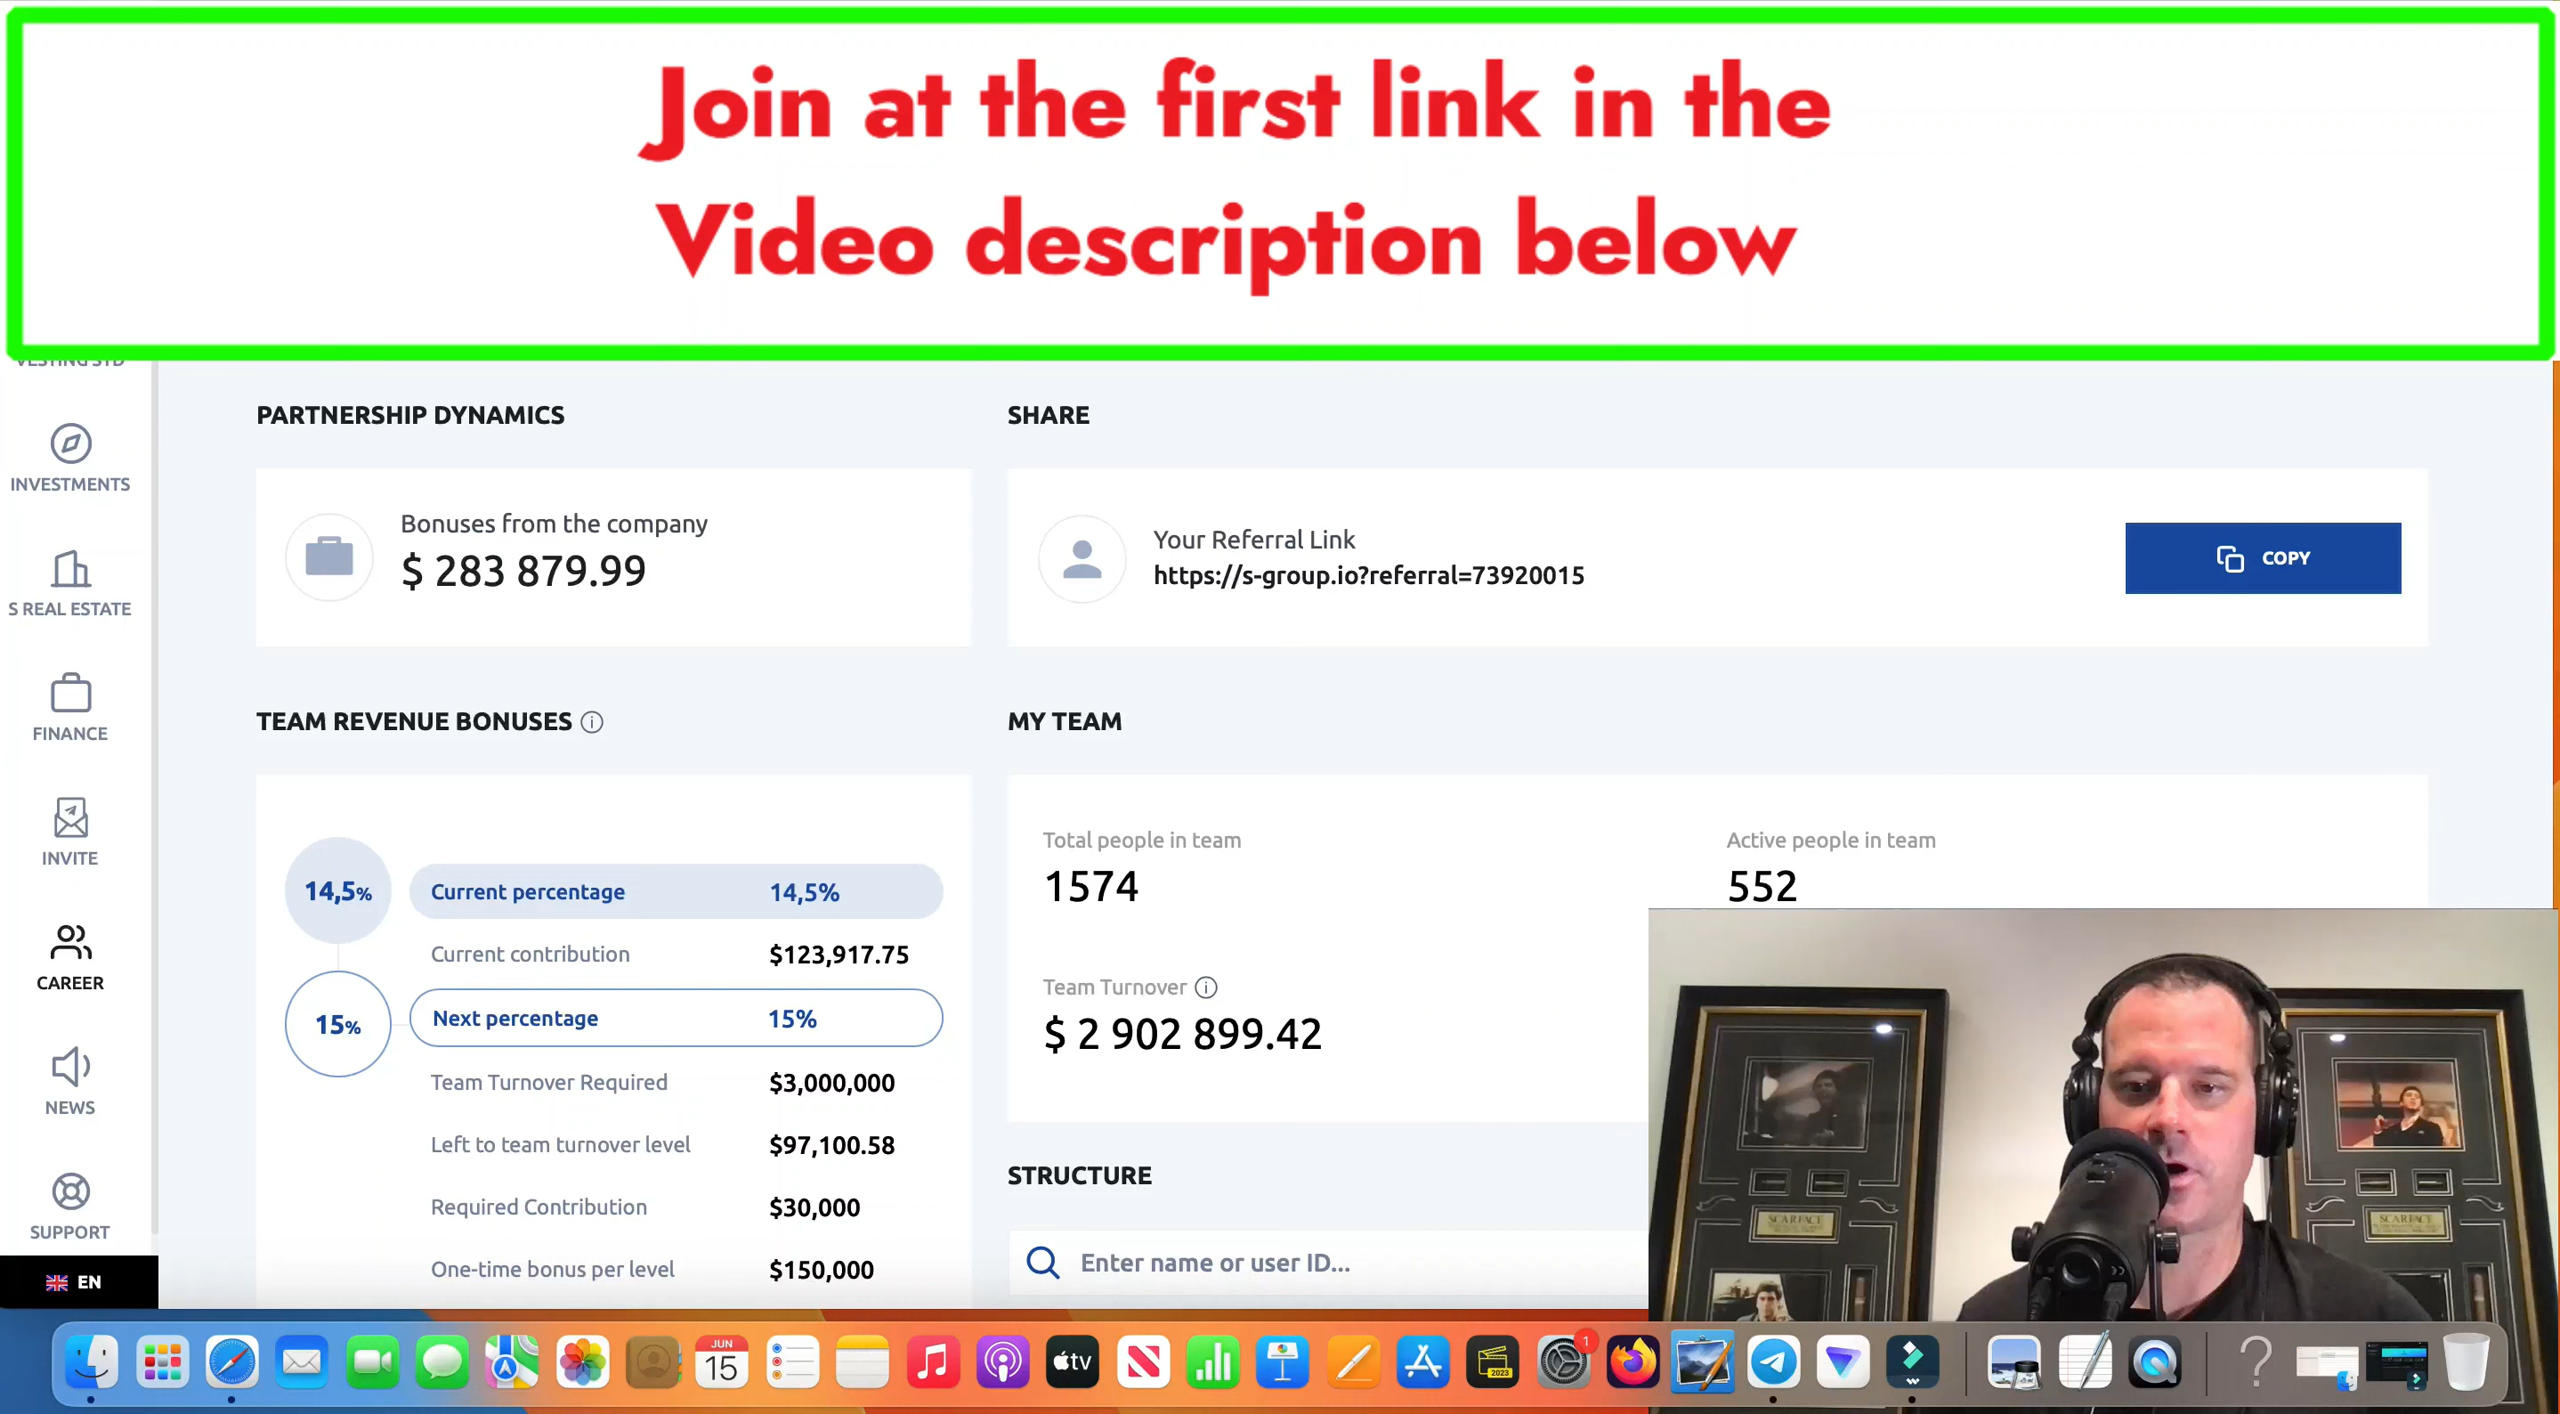 Join at the first link in the
Video description below
INVESTMENTS
S REAL ESTATE
FINANCE
INVITE
CAREER
NEWS
SUPPORT
EN
PARTNERSHIP DYNAMICS
Bonuses from the company
$ 283 879.99
SHARE
Your Referral Link
https://s-group.io?referral=73920015
COPY
TEAM REVENUE BONUSES
14,5%
Current percentage 14,5%
Current contribution $123,917.75
15%
Next percentage 15%
Team Turnover Required $3,000,000
Left to team turnover level $97,100.58
Required Contribution $30,000
One-time bonus per level $150,000
MY TEAM
Total people in team
1574
Active people in team
552
Team Turnover
$ 2 902 899.42
STRUCTURE
Enter name or user ID...
SCARFACE
SCARFACE
JUN
15
tv
2023
1